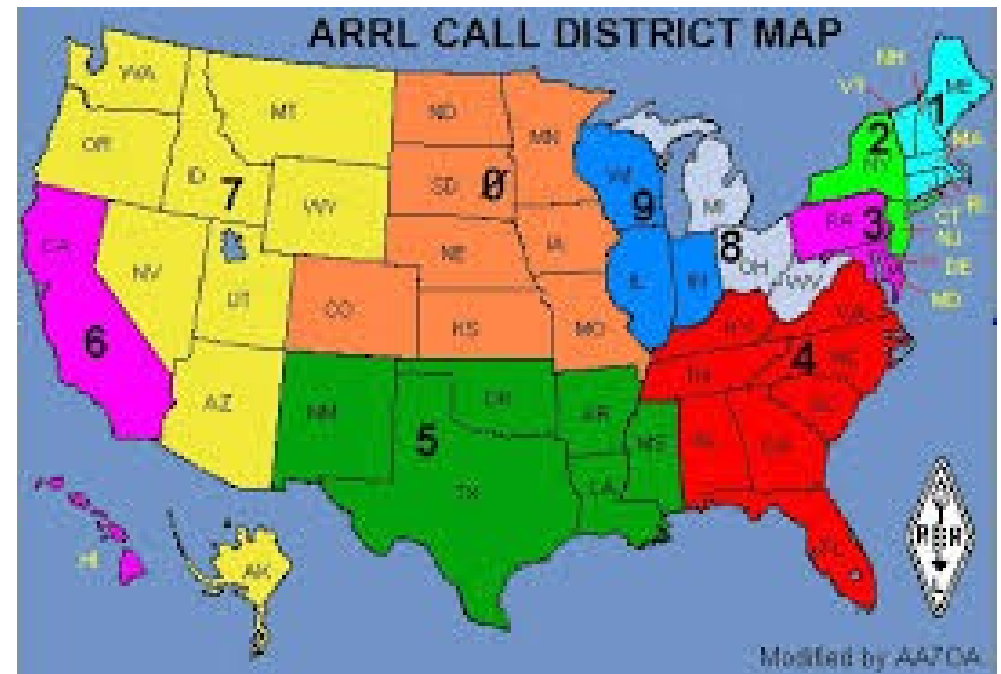 ARRL CALL DISTRICT MAP
NH
VT
WA
MT
ND
MN
ME
1
MA
2
NY
OR
ID
7
WY
SD
0
WI
9
MI
RI
CT
PA
3
NJ
CA
NV
NE
IA
8
OH
WV
DE
MD
UT
CO
KS
IL
IN
MO
KY
VA
6
4
NC
TN
SC
AZ
NM
5
OK
AR
MS
AL
GA
TX
LA
HI
AK
FL
A
R R
L
Modified by